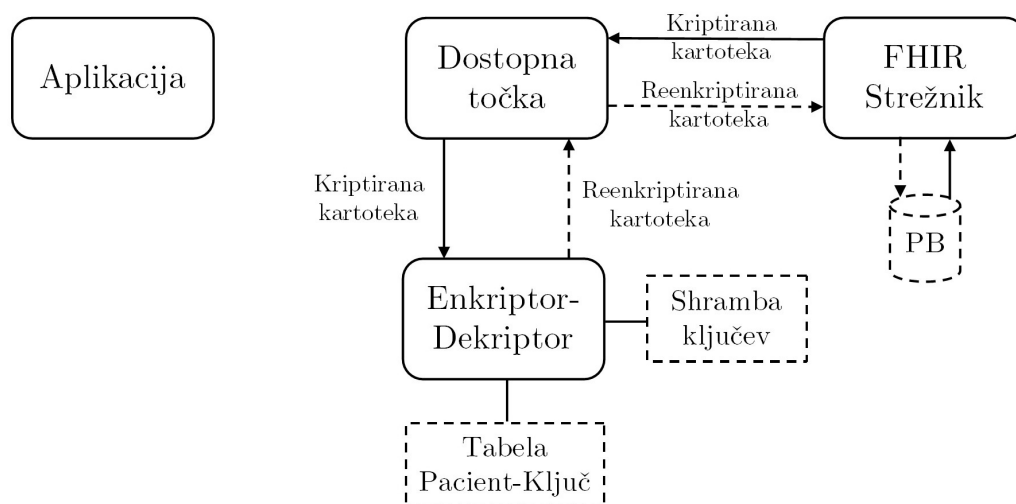 Aplikacija
Dostopna
točka
Kriptirana
kartoteka
Reenkriptirana
kartoteka
FHIR
Strežnik
Kriptirana
kartoteka
Reenkriptirana
kartoteka
PB
Enkriptor-
Dekriptor
Shramba
ključev
Tabela
Pacient-Ključ